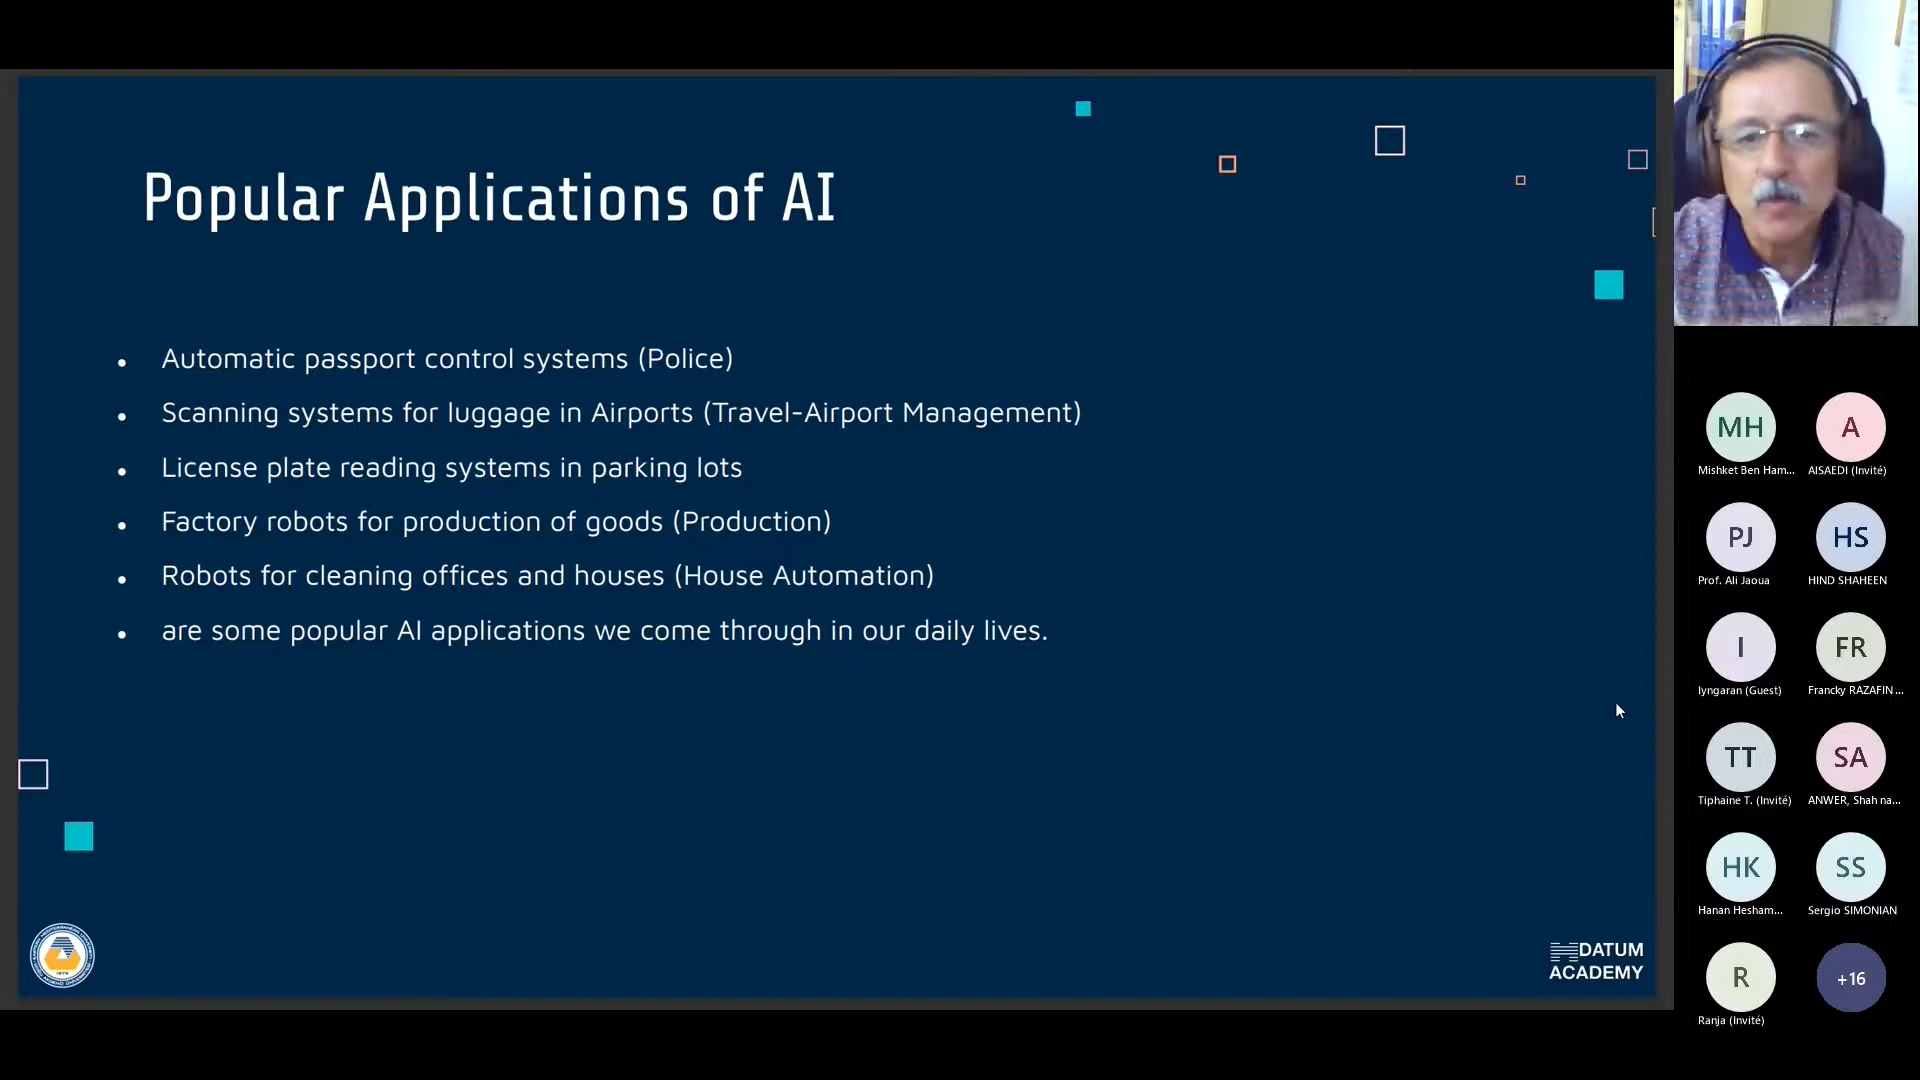 Popular Applications of AI
• Automatic passport control systems (Police)
• Scanning systems for luggage in Airports (Travel-Airport Management)
• License plate reading systems in parking lots
• Factory robots for production of goods (Production)
• Robots for cleaning offices and houses (House Automation)
• are some popular AI applications we come through in our daily lives.
DATUM
ACADEMY
MH
Mishket Ben Ham...
A
AISAEDI (Invité)
PJ
Prof. Ali Jaoua
HS
HIND SHAHEEN
I
Iyngaran (Guest)
FR
Francky RAZAFIN...
TT
Tiphaine T. (Invité)
SA
ANWER, Shah na...
HK
Hanan Hesham...
SS
Sergio SIMONIAN
R
Ranja (Invité)
+16